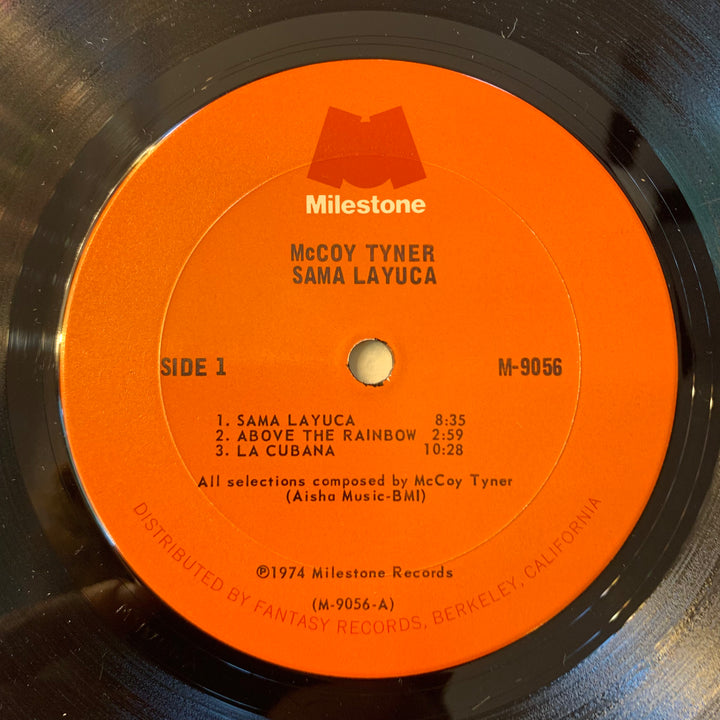 Milestone
McCOY TYNER
SAMA LAYUCA
SIDE 1
M-9056
1. SAMA LAYUCA 8:35
2. ABOVE THE RAINBOW 2:59
3. LA CUBANA 10:28
All selections composed by McCoy Tyner
(Aisha Music-BMI)
℗1974 Milestone Records
(M-9056-A)
DISTRIBUTED BY FANTASY RECORDS, BERKELEY, CALIFORNIA